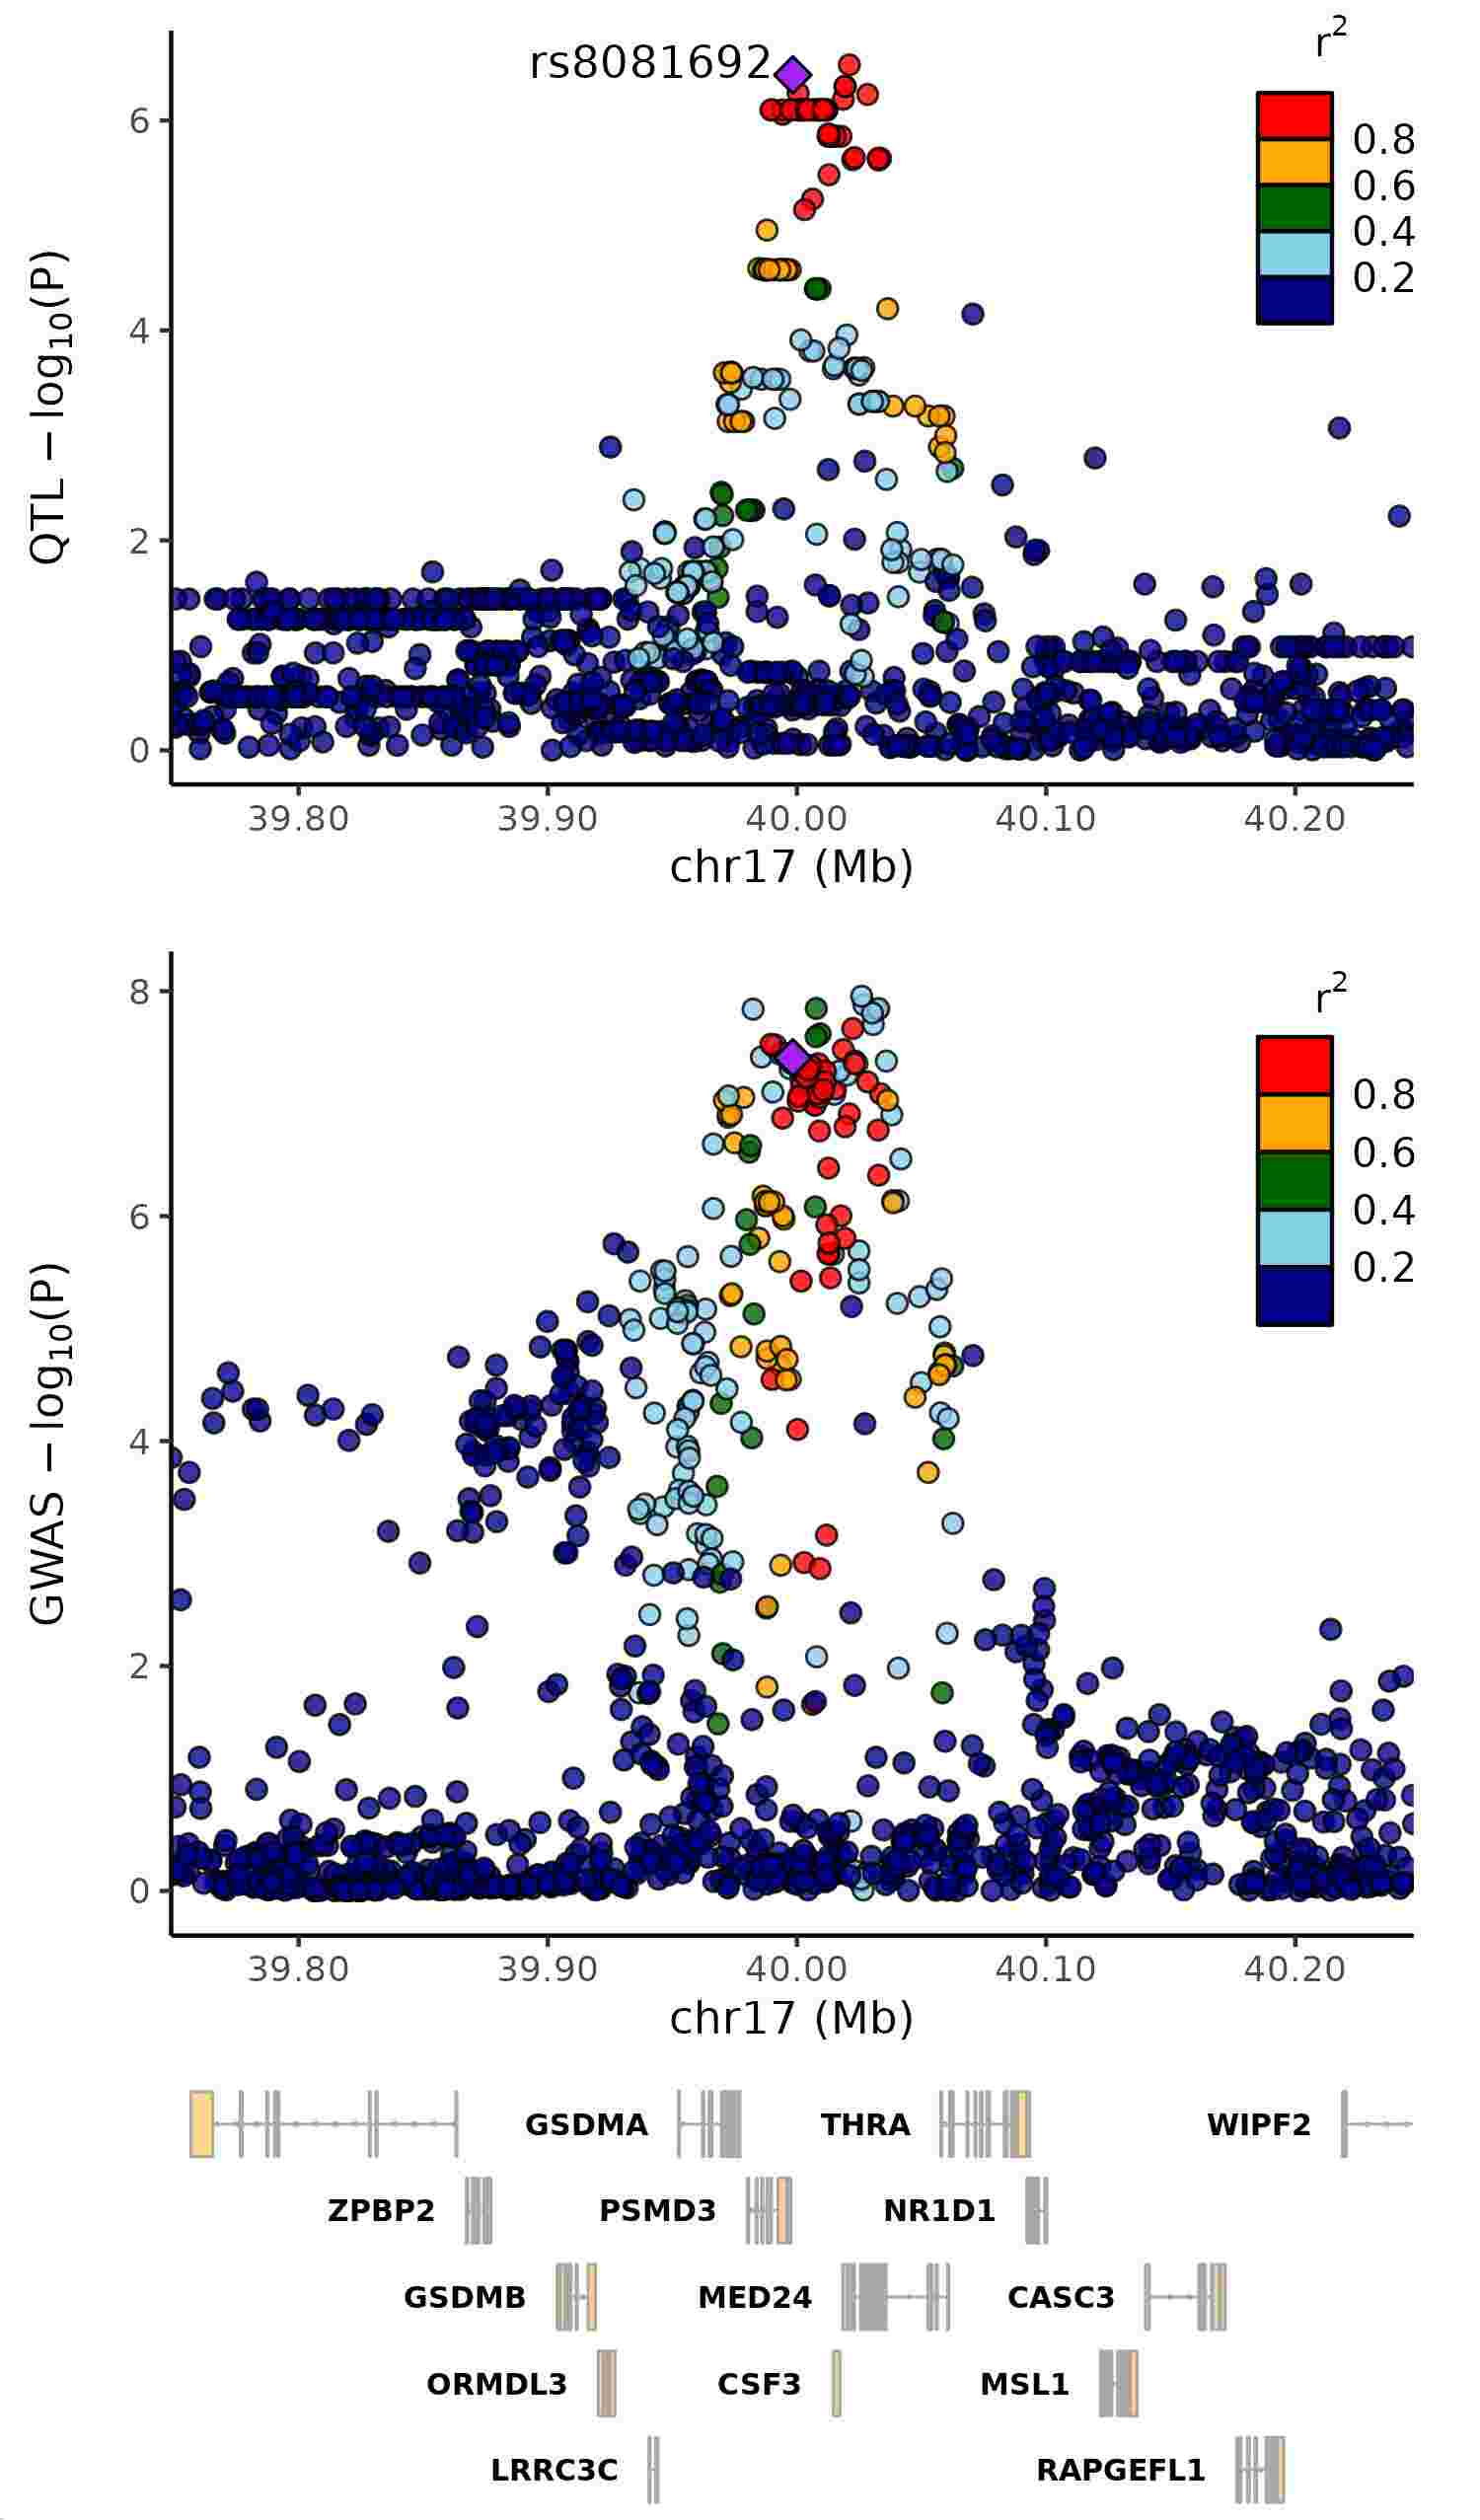 r2
rs8081692
6
4
2
0
QTL −log10(P)
0.8
0.6
0.4
0.2
39.80 39.90 40.00 40.10 40.20
chr17 (Mb)
r2
8
6
4
2
0
GWAS −log10(P)
0.8
0.6
0.4
0.2
39.80 39.90 40.00 40.10 40.20
chr17 (Mb)
GSDMA THRA WIPF2
ZPBP2 PSMD3 NR1D1
GSDMB MED24 CASC3
ORMDL3 CSF3 MSL1
LRRC3C RAPGEFL1